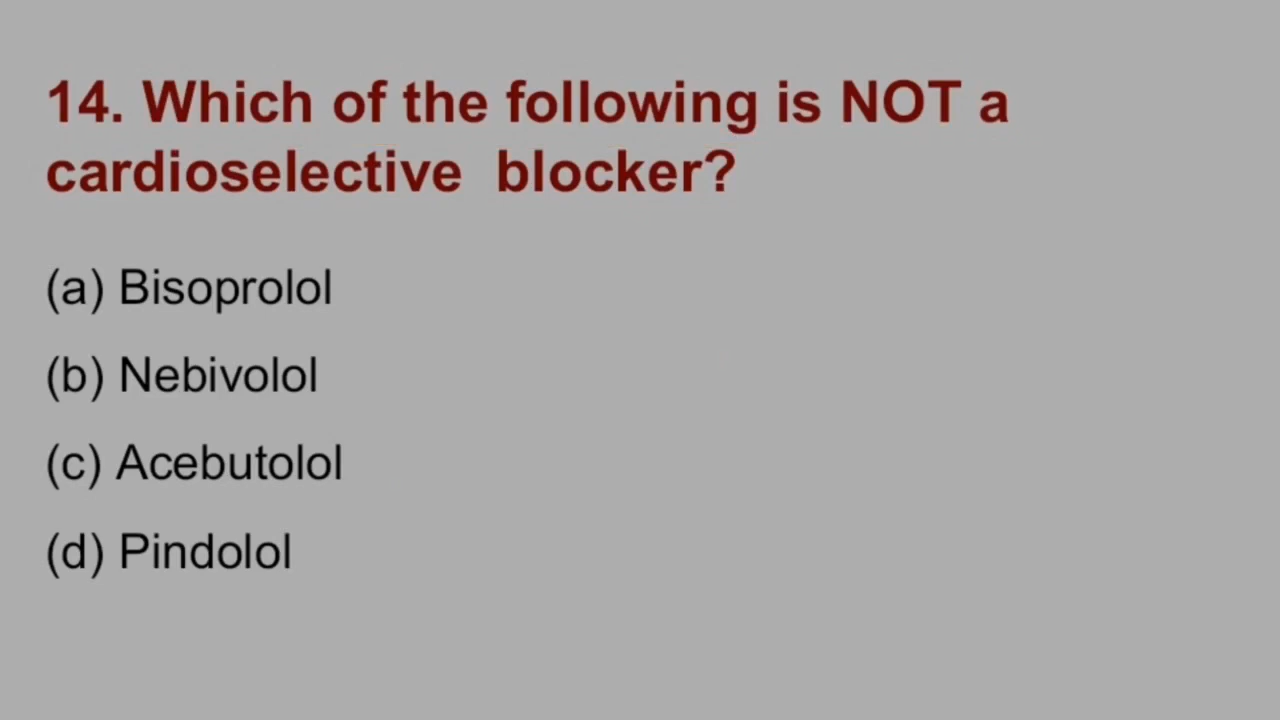 14. Which of the following is NOT a
cardioselective  blocker?
(a) Bisoprolol
(b) Nebivolol
(c) Acebutolol
(d) Pindolol